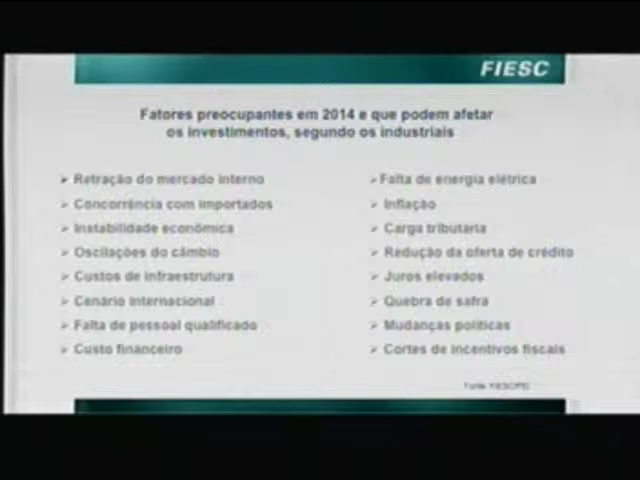 FIESC
Fatores preocupantes em 2014 e que podem afetar
os investimentos, segundo os industriais
Retração do mercado interno
Concorrência com importados
Instabilidade econômica
Oscilações do câmbio
Custos de infraestrutura
Cenário internacional
Falta de pessoal qualificado
Custo financeiro
Falta de energia elétrica
Inflação
Carga tributária
Redução da oferta de crédito
Juros elevados
Quebra de safra
Mudanças políticas
Cortes de incentivos fiscais